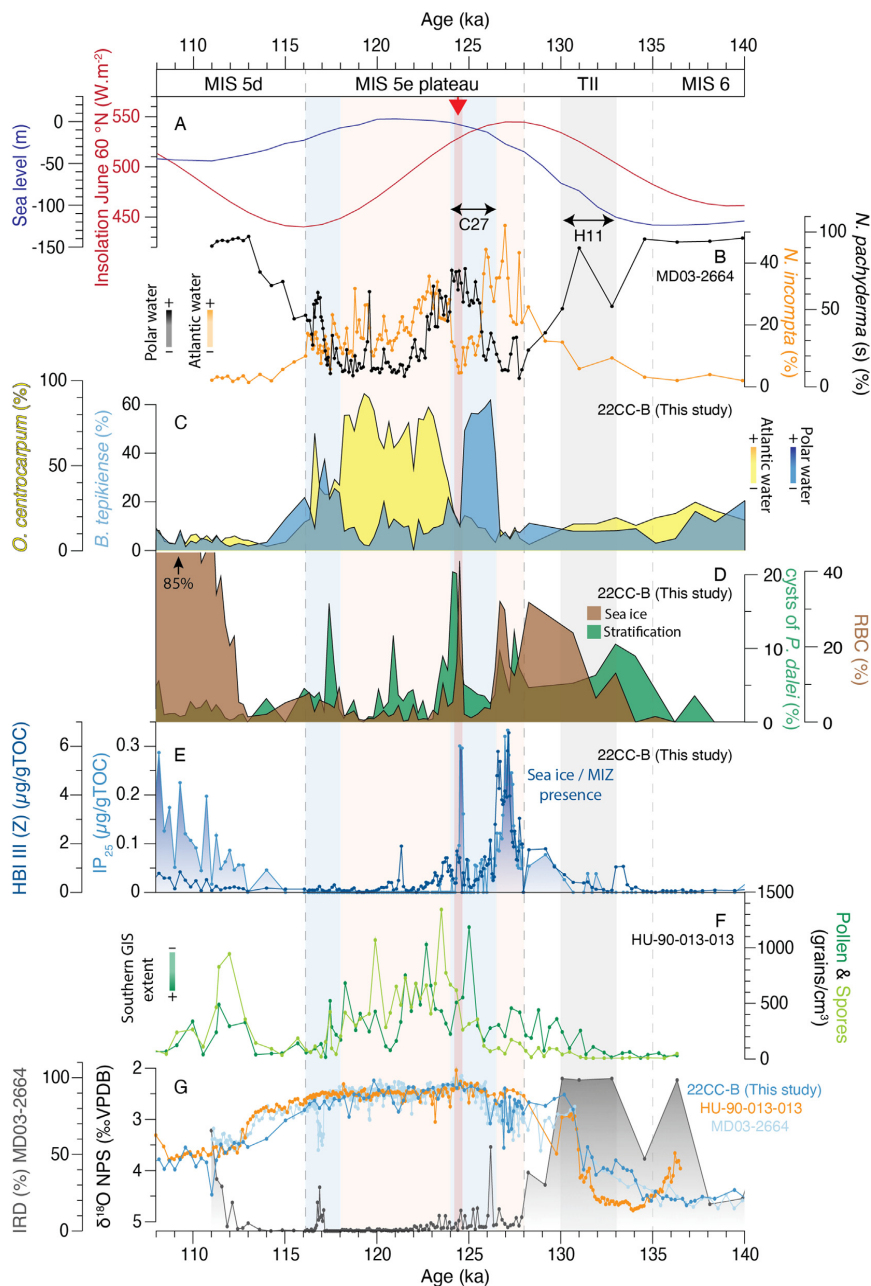 Age (ka)
110 115 120 125 130 135 140
MIS 5d MIS 5e plateau TII MIS 6
A
Sea level (m)
0
-50
-100
-150
Insolation June 60 °N (W.m-2)
550
500
450
C27
H11
B
MD03-2664
Polar water
+
–
Atlantic water
+
–
N. incompta (%)
40
20
0
N. pachyderma (s) (%)
100
50
0
C
22CC-B (This study)
O. centrocarpum (%)
100
50
0
B. tepikiense (%)
60
40
20
0
Atlantic water
+
–
Polar water
+
–
D
22CC-B (This study)
Sea ice
Stratification
85%
cysts of P. dalei (%)
20
10
0
RBC (%)
40
20
0
E
22CC-B (This study)
Sea ice / MIZ
presence
HBI III (Z) (µg/gTOC)
6
4
2
0
IP25 (µg/gTOC)
0.3
0.2
0.1
0
F
HU-90-013-013
Southern GIS
extent
–
+
Pollen & Spores
(grains/cm3)
1500
1000
500
0
G
22CC-B (This study)
HU-90-013-013
MD03-2664
IRD (%) MD03-2664
100
50
0
δ18O NPS (‰VPDB)
2
3
4
5
110 115 120 125 130 135 140
Age (ka)